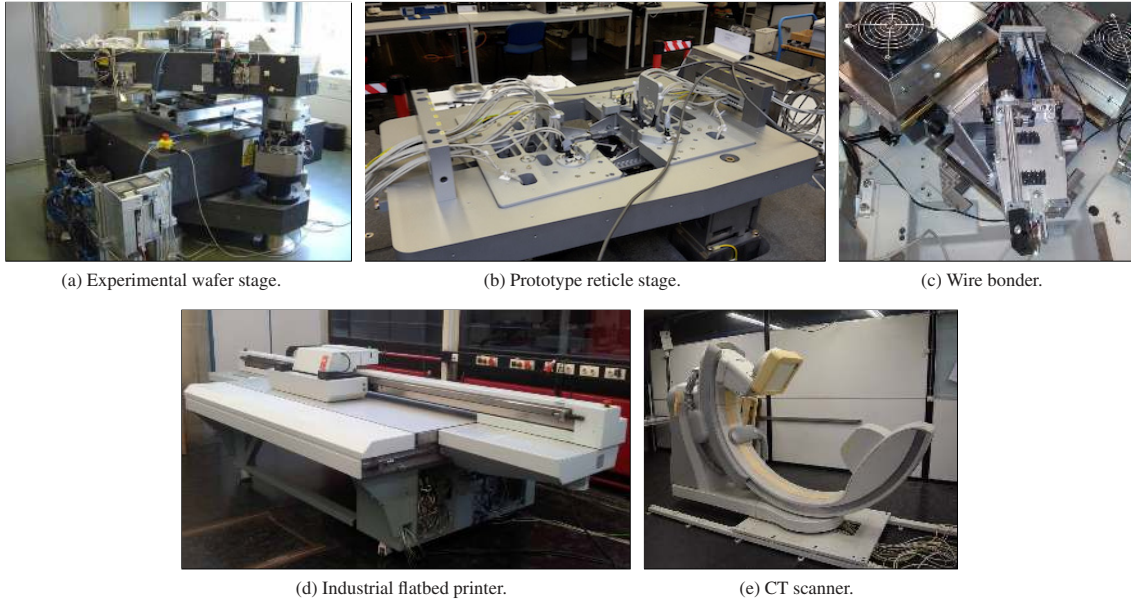 (a) Experimental wafer stage.
(b) Prototype reticle stage.
(c) Wire bonder.
(d) Industrial flatbed printer.
(e) CT scanner.